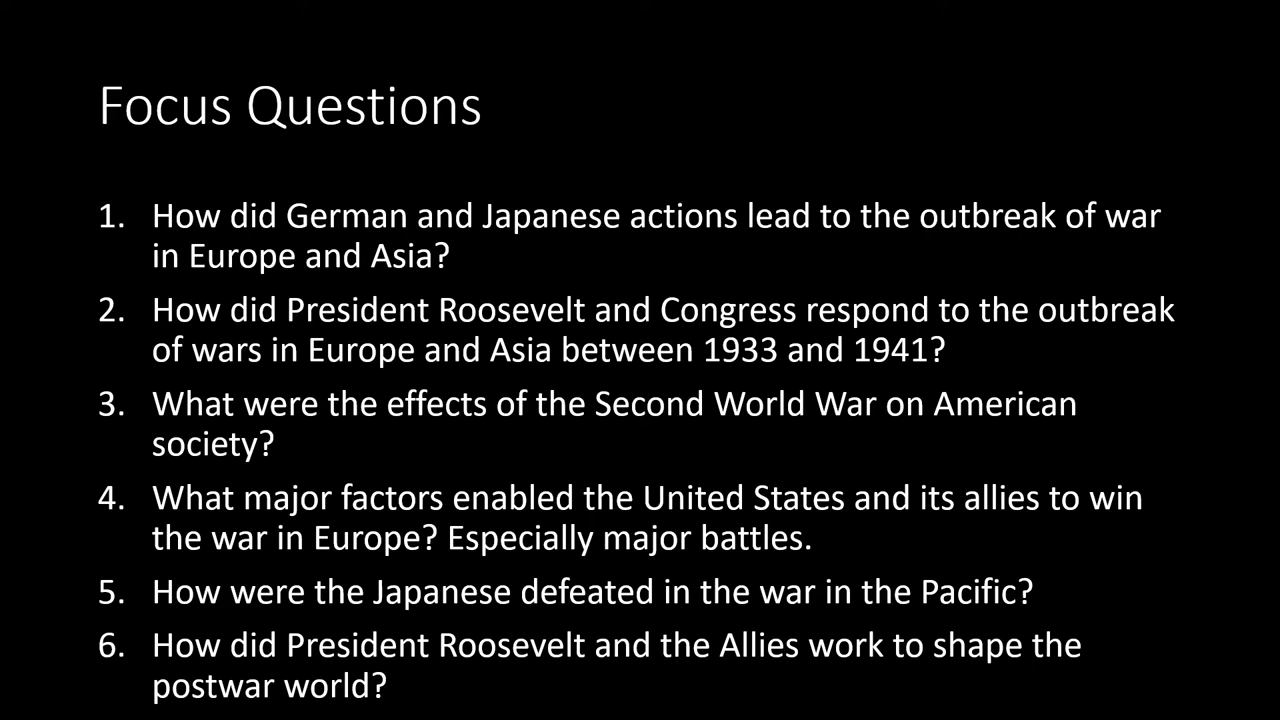 Focus Questions
1. How did German and Japanese actions lead to the outbreak of war
in Europe and Asia?
2. How did President Roosevelt and Congress respond to the outbreak
of wars in Europe and Asia between 1933 and 1941?
3. What were the effects of the Second World War on American
society?
4. What major factors enabled the United States and its allies to win
the war in Europe? Especially major battles.
5. How were the Japanese defeated in the war in the Pacific?
6. How did President Roosevelt and the Allies work to shape the
postwar world?